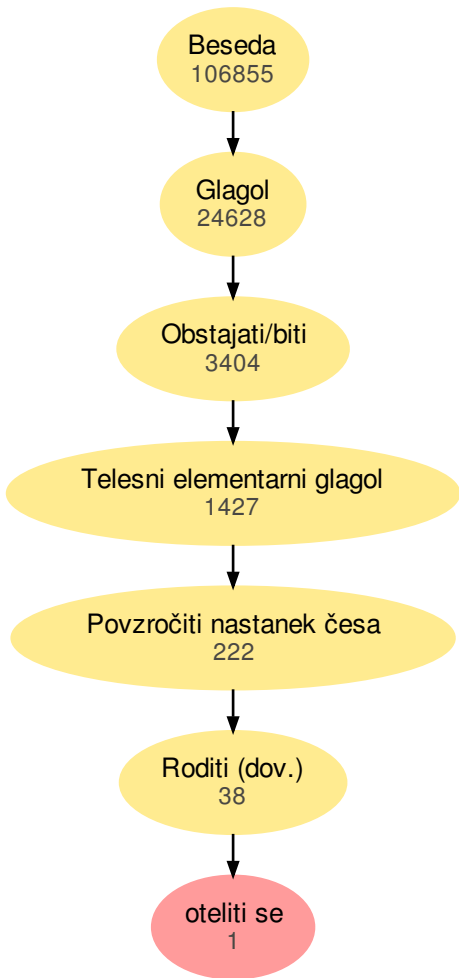 Beseda
106855
Glagol
24628
Obstajati/biti
3404
Telesni elementarni glagol
1427
Povzročiti nastanek česa
222
Roditi (dov.)
38
oteliti se
1